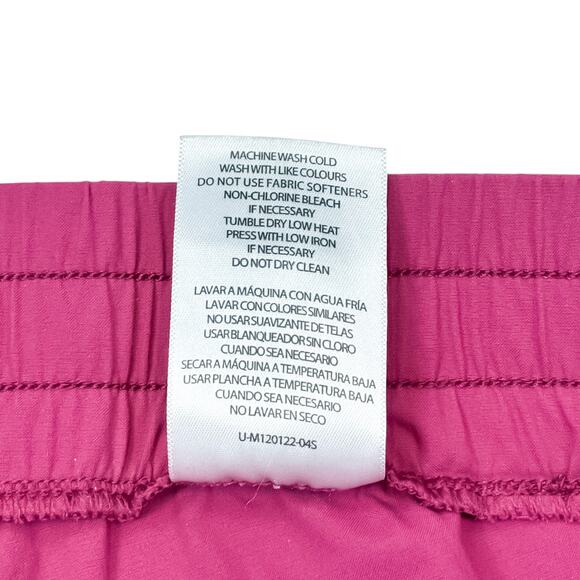 MACHINE WASH COLD
WASH WITH LIKE COLOURS
DO NOT USE FABRIC SOFTENERS
NON-CHLORINE BLEACH
IF NECESSARY
TUMBLE DRY LOW HEAT
PRESS WITH LOW IRON
IF NECESSARY
DO NOT DRY CLEAN
LAVAR A MÁQUINA CON AGUA FRÍA
LAVAR CON COLORES SIMILARES
NO USAR SUAVIZANTE DE TELAS
USAR BLANQUEADOR SIN CLORO
CUANDO SEA NECESARIO
SECAR A MÁQUINA A TEMPERATURA BAJA
USAR PLANCHA A TEMPERATURA BAJA
CUANDO SEA NECESARIO
NO LAVAR EN SECO
U-M120122-04S